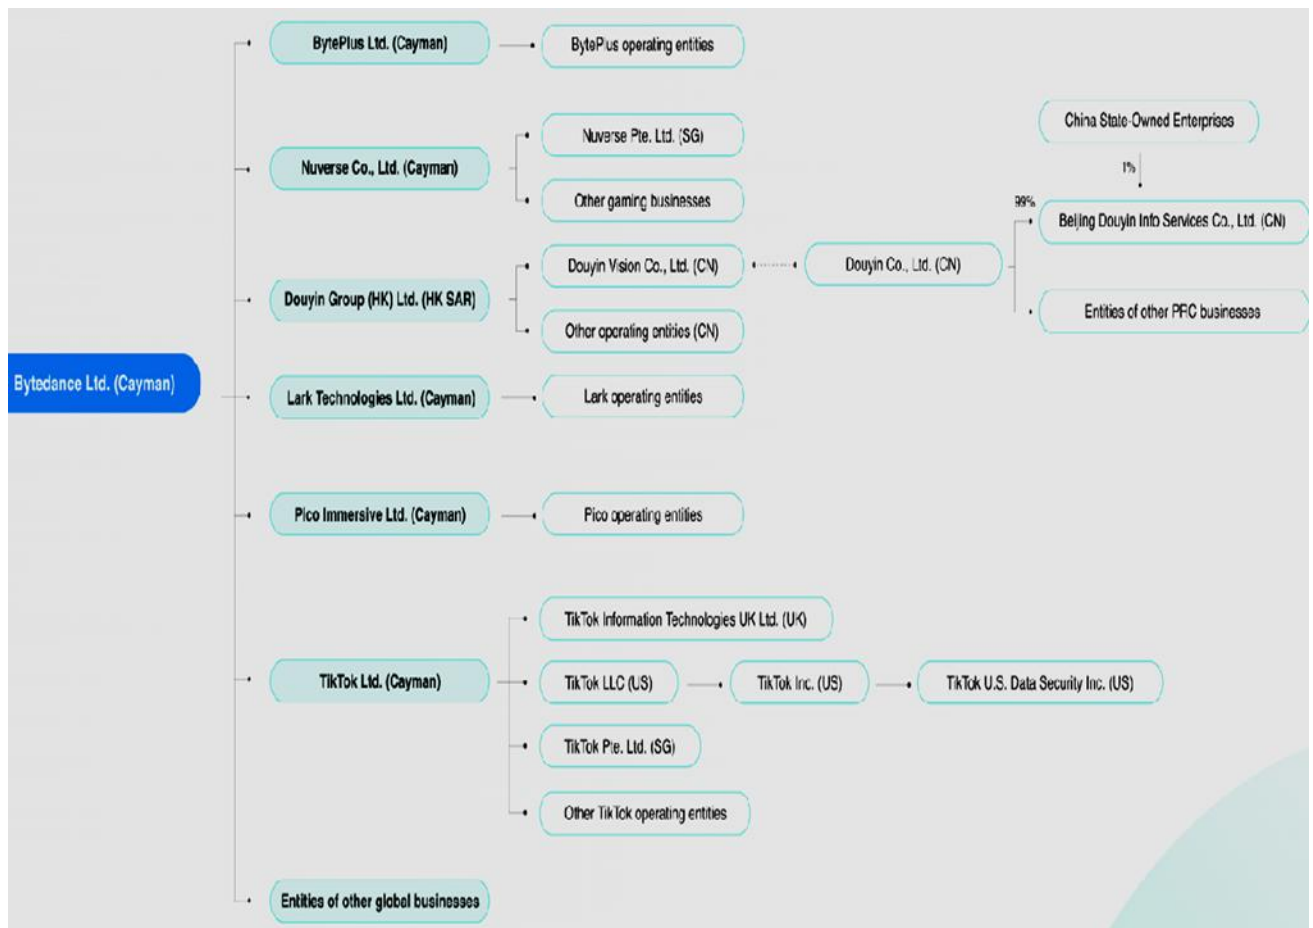 BytePlus Ltd. (Cayman)
BytePlus operating entities
Nuverse Co., Ltd. (Cayman)
Nuverse Pte. Ltd. (SG)
Other gaming businesses
China State-Owned Enterprises
1%
99%
Beijing Douyin Info Services Co., Ltd. (CN)
Douyin Group (HK) Ltd. (HK SAR)
Douyin Vision Co., Ltd. (CN)
Douyin Co., Ltd. (CN)
Other operating entities (CN)
Entities of other PRC businesses
Bytedance Ltd. (Cayman)
Lark Technologies Ltd. (Cayman)
Lark operating entities
Pico Immersive Ltd. (Cayman)
Pico operating entities
TikTok Ltd. (Cayman)
TikTok Information Technologies UK Ltd. (UK)
TikTok LLC (US)
TikTok Inc. (US)
TikTok U.S. Data Security Inc. (US)
TikTok Pte. Ltd. (SG)
Other TikTok operating entities
Entities of other global businesses